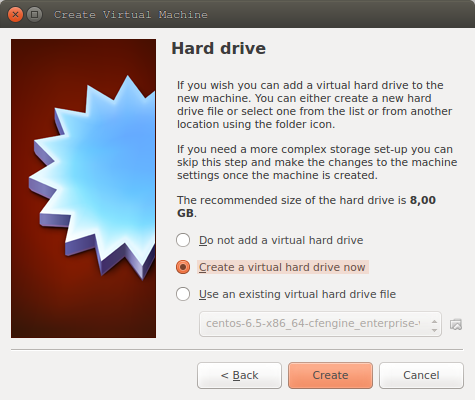 Create Virtual Machine
Hard drive
If you wish you can add a virtual hard drive to the
new machine. You can either create a new hard
drive file or select one from the list or from another
location using the folder icon.
If you need a more complex storage set-up you can
skip this step and make the changes to the machine
settings once the machine is created.
The recommended size of the hard drive is 8,00
GB.
Do not add a virtual hard drive
Create a virtual hard drive now
Use an existing virtual hard drive file
centos-6.5-x86_64-cfengine_enterprise-
< Back
Create
Cancel